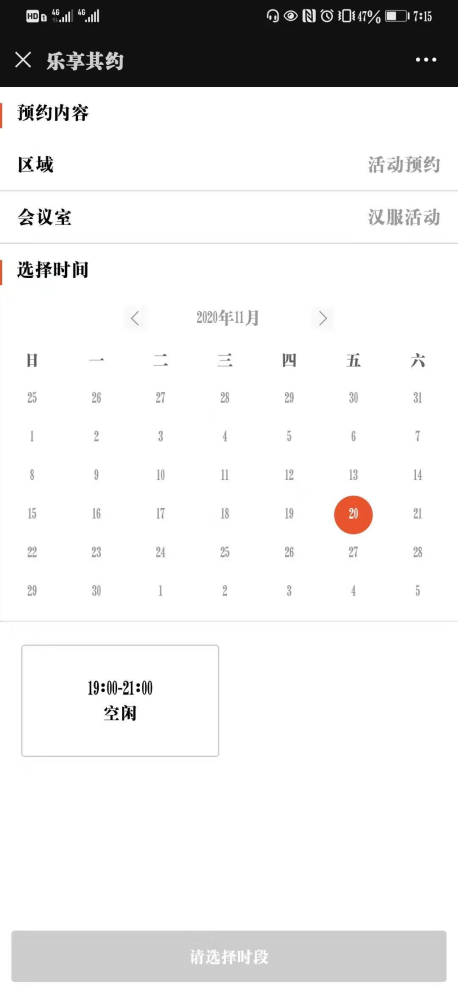 HD 4G 4G 47% 7:15
乐享其约
预约内容
区域 活动预约
会议室 汉服活动
选择时间
2020年11月
日 一 二 三 四 五 六
25 26 27 28 29 30 31
1 2 3 4 5 6 7
8 9 10 11 12 13 14
15 16 17 18 19 20 21
22 23 24 25 26 27 28
29 30 1 2 3 4 5
19:00-21:00
空闲
请选择时段